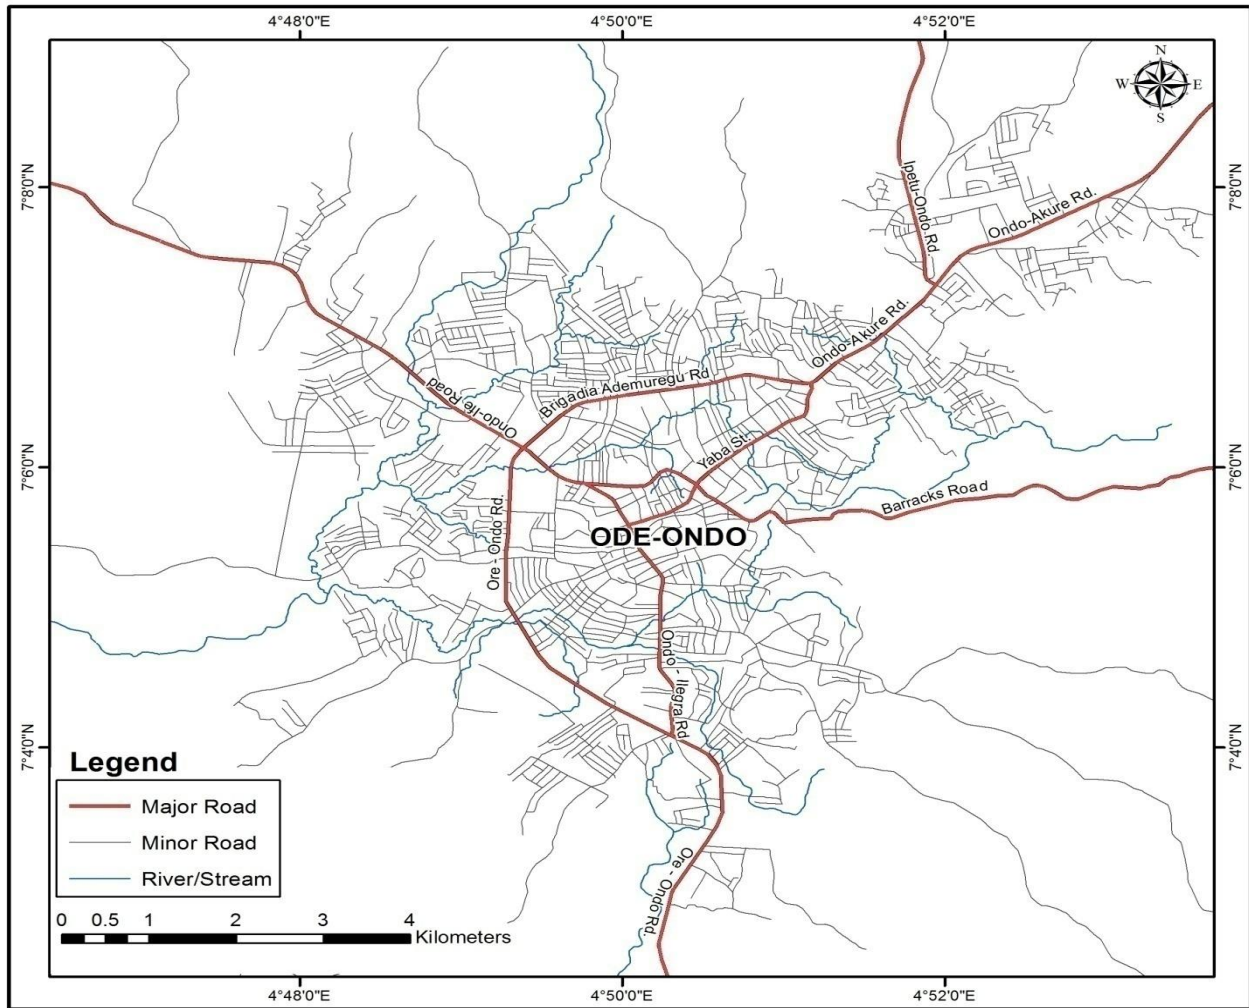 4°48'0"E 4°50'0"E 4°52'0"E
N
W E
S
7°8'0"N 7°8'0"N
Ipetu-Ondo Rd.
Ondo-Akure Rd.
Ondo-Akure Rd.
Brigadia Ademuregu Rd
Ondo-Ife Road
Yaba St.
7°6'0"N 7°6'0"N
Barracks Road
Ore - Ondo Rd.
ODE-ONDO
Ondo - Ilegra Rd
7°4'0"N 7°4'0"N
Legend
Major Road
Minor Road
River/Stream
Ore - Ondo Rd.
0 0.5 1 2 3 4
Kilometers
4°48'0"E 4°50'0"E 4°52'0"E